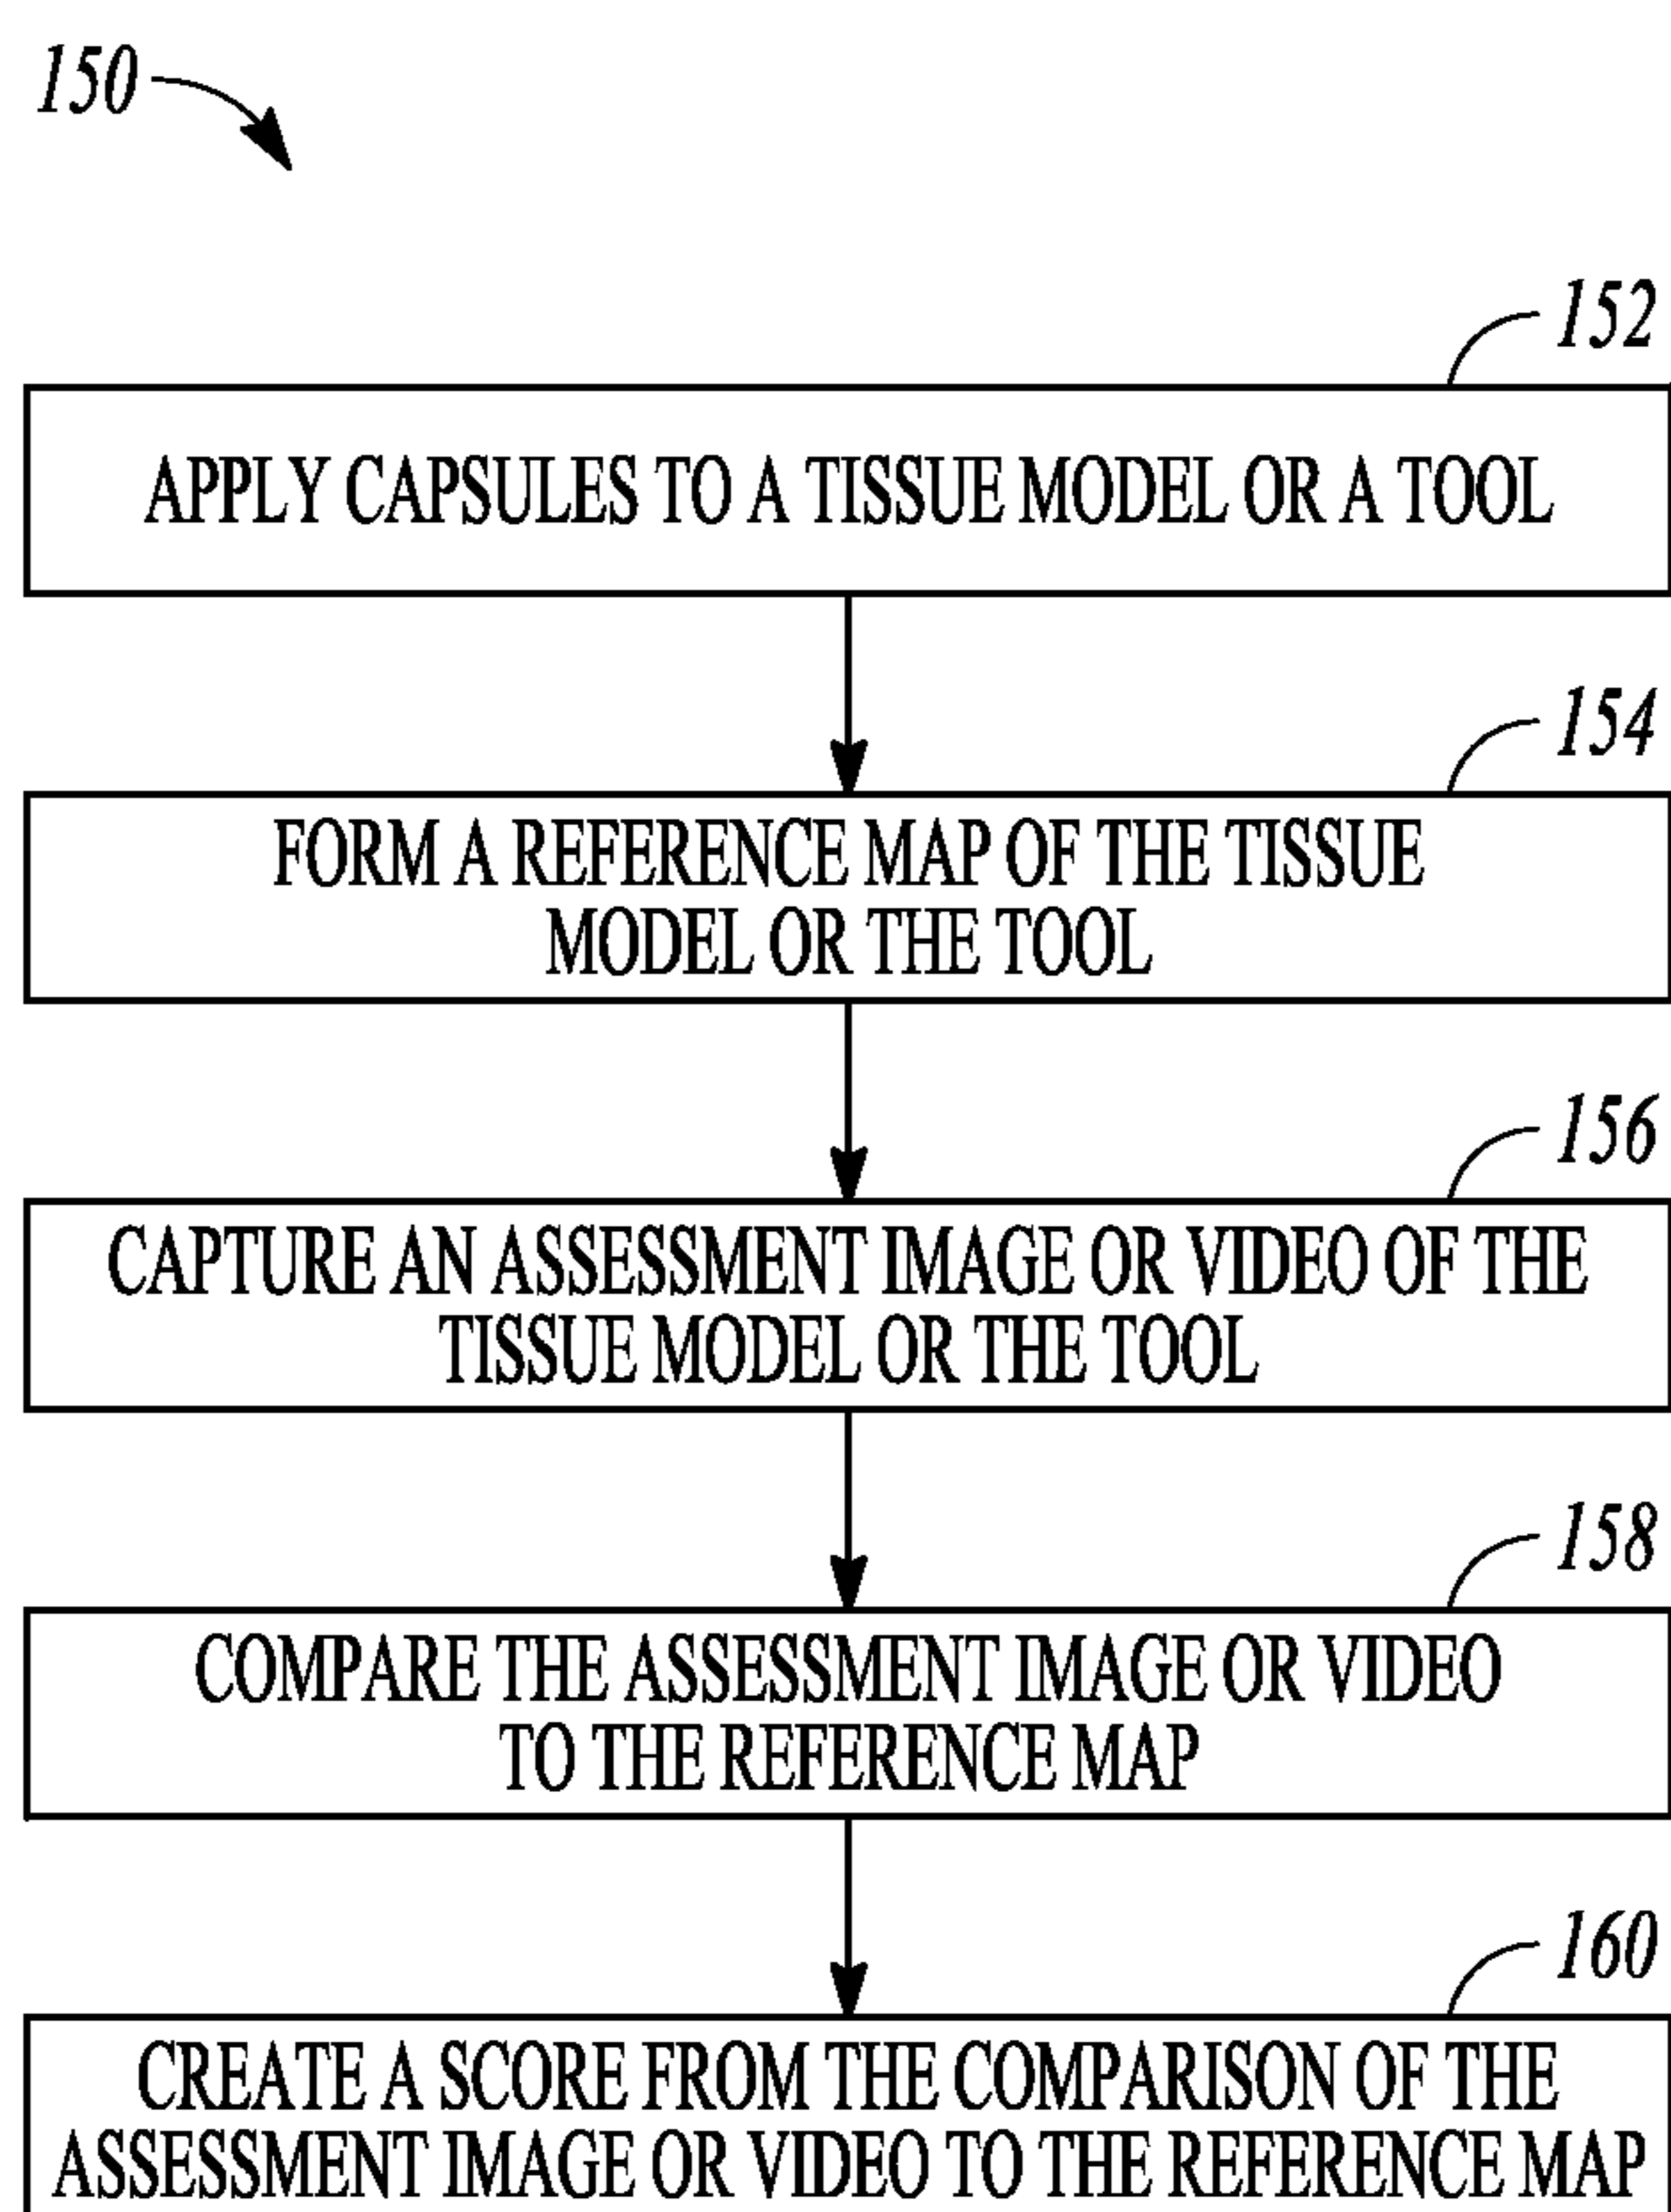 150
152
APPLY CAPSULES TO A TISSUE MODEL OR A TOOL
154
FORM A REFERENCE MAP OF THE TISSUE
MODEL OR THE TOOL
156
CAPTURE AN ASSESSMENT IMAGE OR VIDEO OF THE
TISSUE MODEL OR THE TOOL
158
COMPARE THE ASSESSMENT IMAGE OR VIDEO
TO THE REFERENCE MAP
160
CREATE A SCORE FROM THE COMPARISON OF THE
ASSESSMENT IMAGE OR VIDEO TO THE REFERENCE MAP